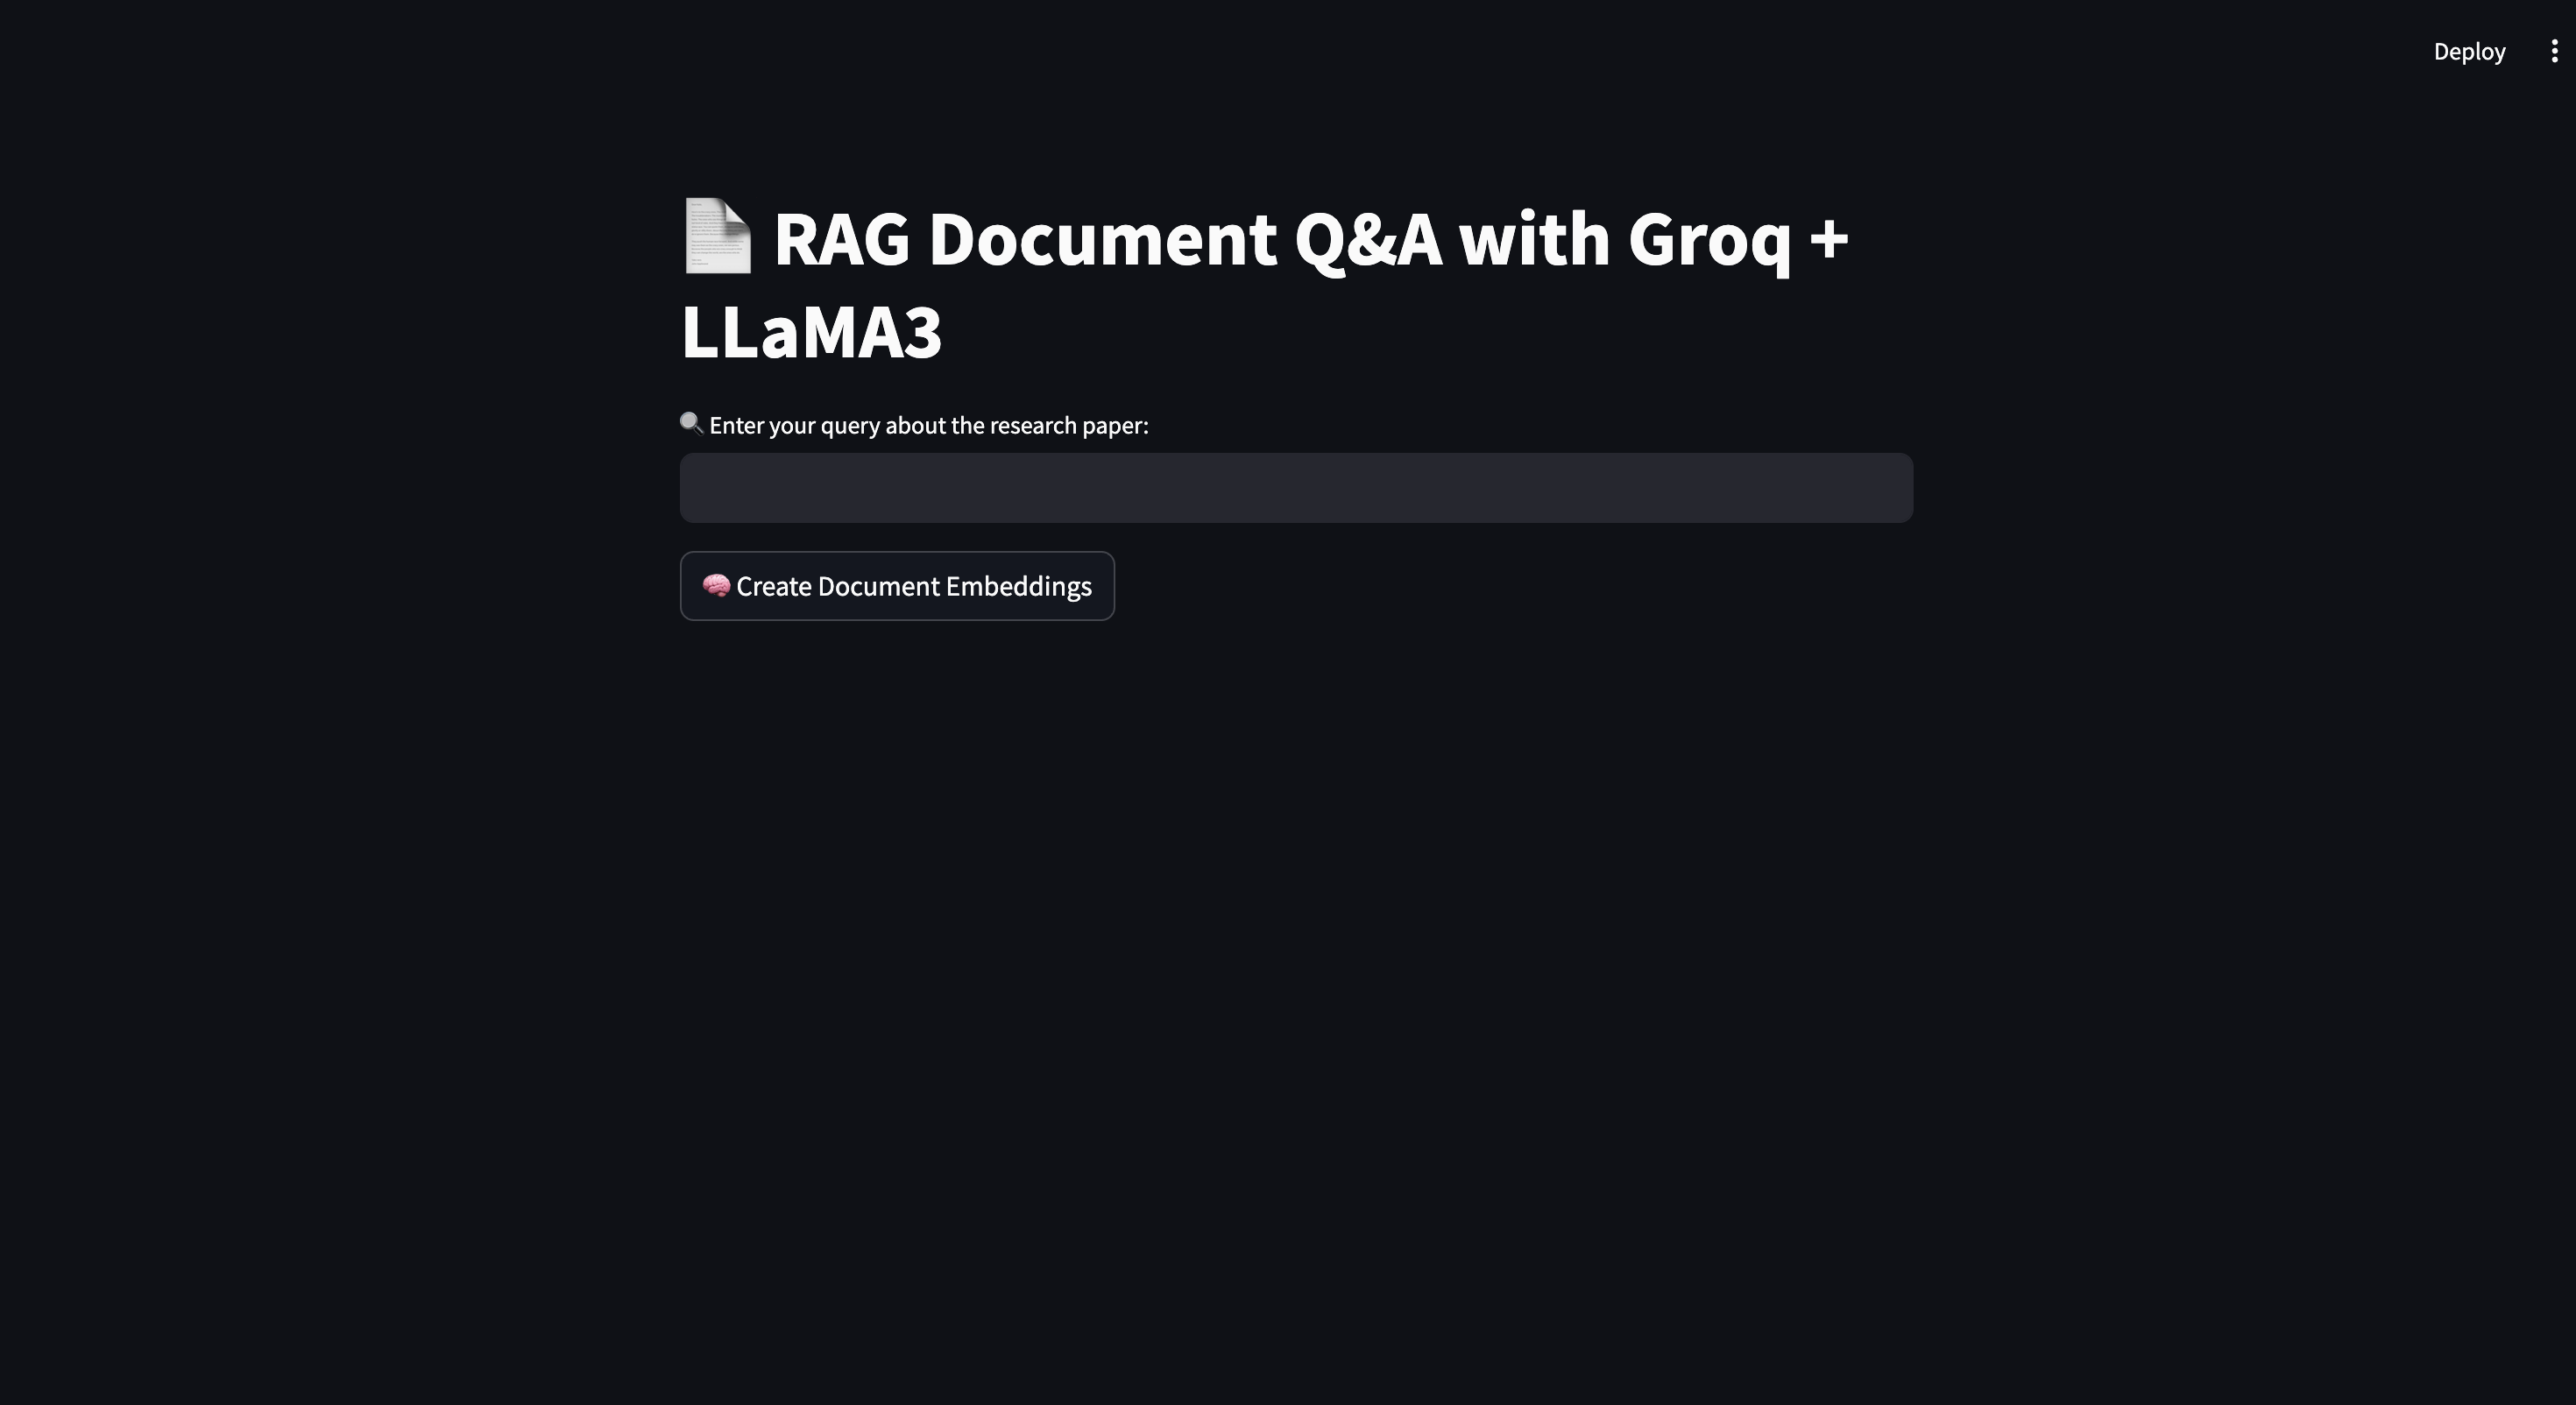 Deploy
RAG Document Q&A with Groq +
LLaMA3
Enter your query about the research paper:
Create Document Embeddings